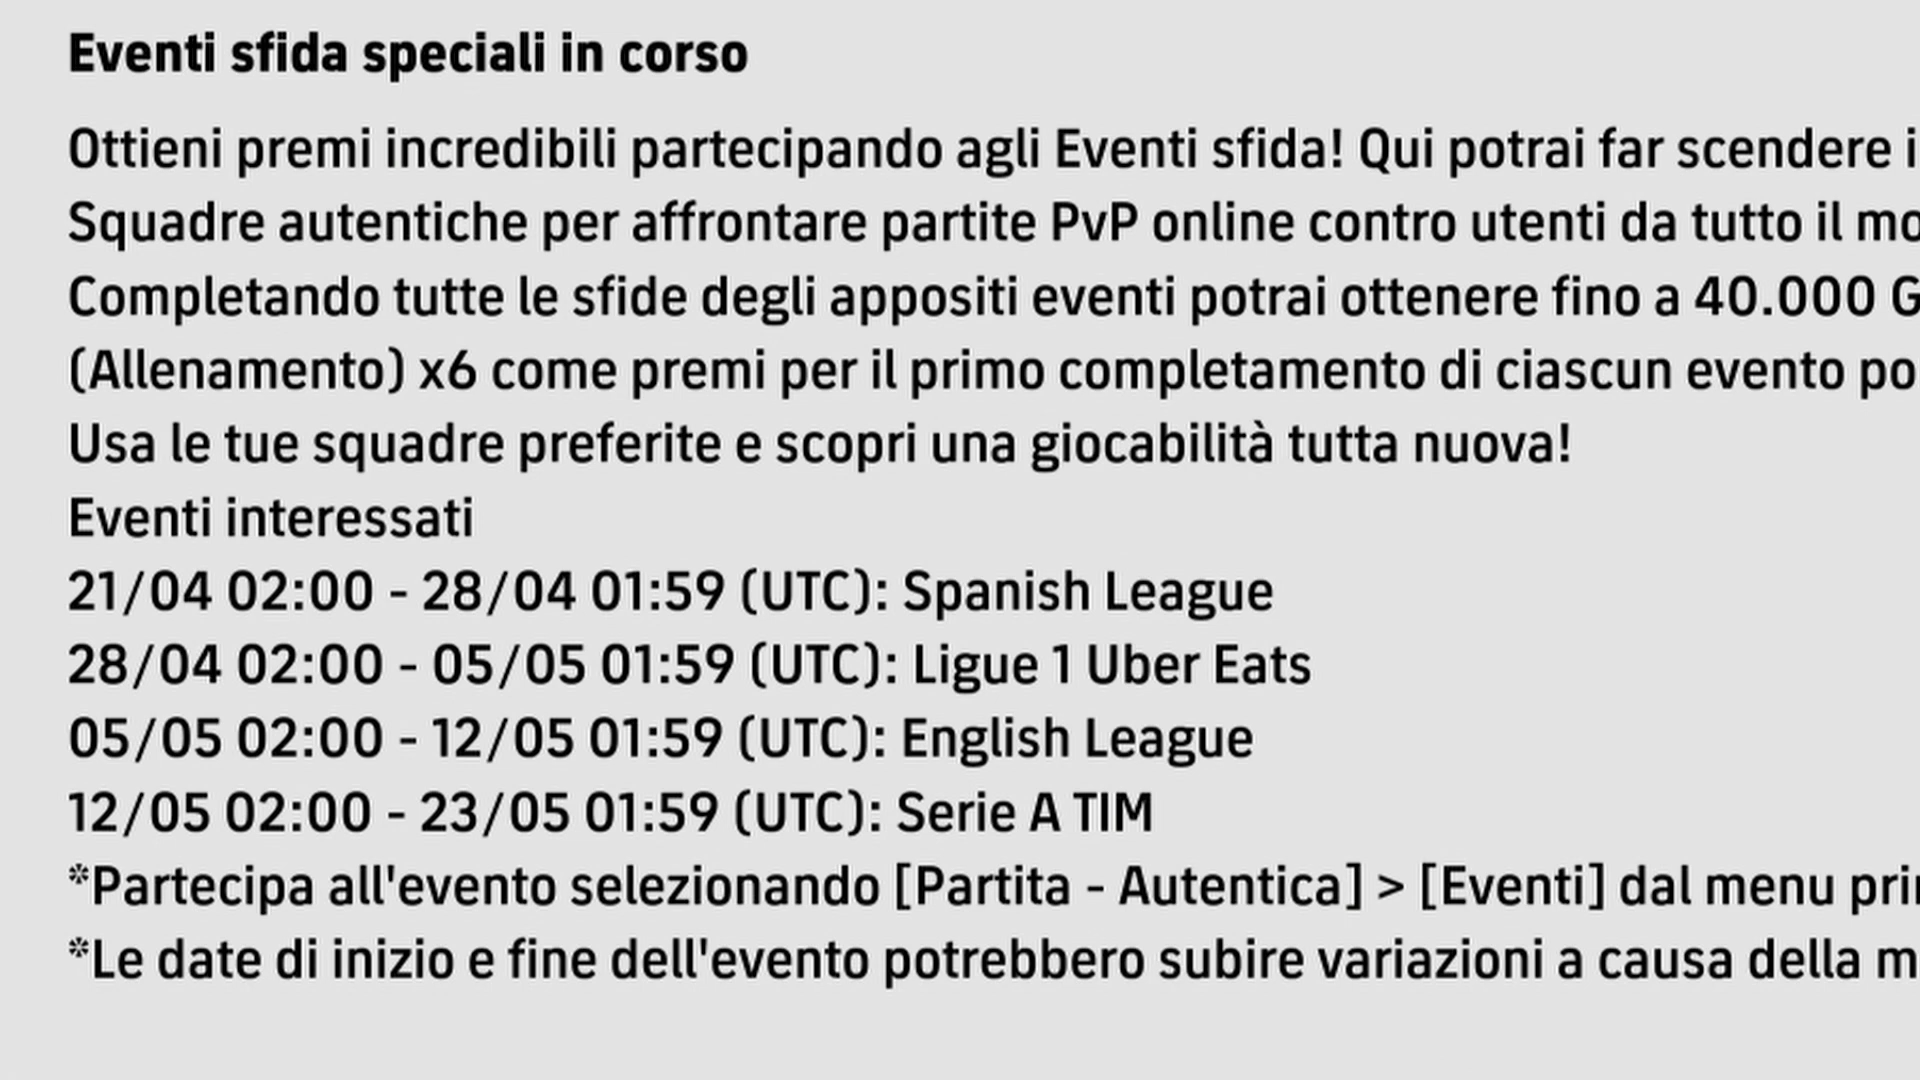 Eventi sfida speciali in corso
Ottieni premi incredibili partecipando agli Eventi sfida! Qui potrai far scendere i
Squadre autentiche per affrontare partite PvP online contro utenti da tutto il mo
Completando tutte le sfide degli appositi eventi potrai ottenere fino a 40.000 G
(Allenamento) x6 come premi per il primo completamento di ciascun evento po
Usa le tue squadre preferite e scopri una giocabilità tutta nuova!
Eventi interessati
21/04 02:00 - 28/04 01:59 (UTC): Spanish League
28/04 02:00 - 05/05 01:59 (UTC): Ligue 1 Uber Eats
05/05 02:00 - 12/05 01:59 (UTC): English League
12/05 02:00 - 23/05 01:59 (UTC): Serie A TIM
*Partecipa all'evento selezionando [Partita - Autentica] > [Eventi] dal menu prin
*Le date di inizio e fine dell'evento potrebbero subire variazioni a causa della m